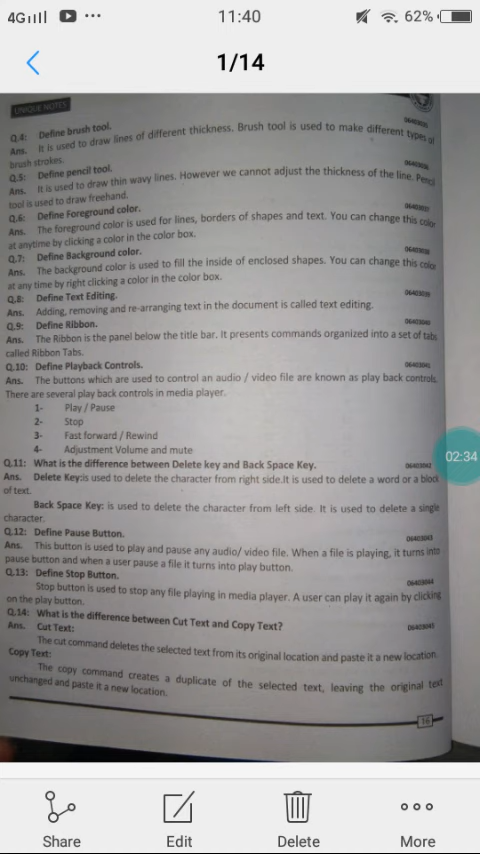 4G
11:40
62%
1/14
UNIQUE NOTES
06403035
Q.4: Define brush tool.
Ans. It is used to draw lines of different thickness. Brush tool is used to make different types of
brush strokes.
06403036
Q.5: Define pencil tool.
Ans. It is used to draw thin wavy lines. However we cannot adjust the thickness of the line. Pencil
tool is used to draw freehand.
06403037
Q.6: Define Foreground color.
Ans. The foreground color is used for lines, borders of shapes and text. You can change this color
at anytime by clicking a color in the color box.
06403038
Q.7: Define Background color.
Ans. The background color is used to fill the inside of enclosed shapes. You can change this color
at any time by right clicking a color in the color box.
06403039
Q.8: Define Text Editing.
Ans. Adding, removing and re-arranging text in the document is called text editing.
06403040
Q.9: Define Ribbon.
Ans. The Ribbon is the panel below the title bar. It presents commands organized into a set of tabs
called Ribbon Tabs.
06403041
Q.10: Define Playback Controls.
Ans. The buttons which are used to control an audio / video file are known as play back controls.
There are several play back controls in media player.
1- Play / Pause
2- Stop
3- Fast forward / Rewind
4- Adjustment Volume and mute
02:34
Q.11: What is the difference between Delete key and Back Space Key. 06403042
Ans. Delete Key:is used to delete the character from right side.It is used to delete a word or a block
of text.
Back Space Key: is used to delete the character from left side. It is used to delete a single
character.
Q.12: Define Pause Button. 06403043
Ans. This button is used to play and pause any audio/ video file. When a file is playing, it turns into
pause button and when a user pause a file it turns into play button.
Q.13: Define Stop Button. 06403044
Stop button is used to stop any file playing in media player. A user can play it again by clicking
on the play button.
Q.14: What is the difference between Cut Text and Copy Text? 06403045
Ans. Cut Text:
The cut command deletes the selected text from its original location and paste it a new location.
Copy Text:
The copy command creates a duplicate of the selected text, leaving the original text
unchanged and paste it a new location.
16
Share
Edit
Delete
More